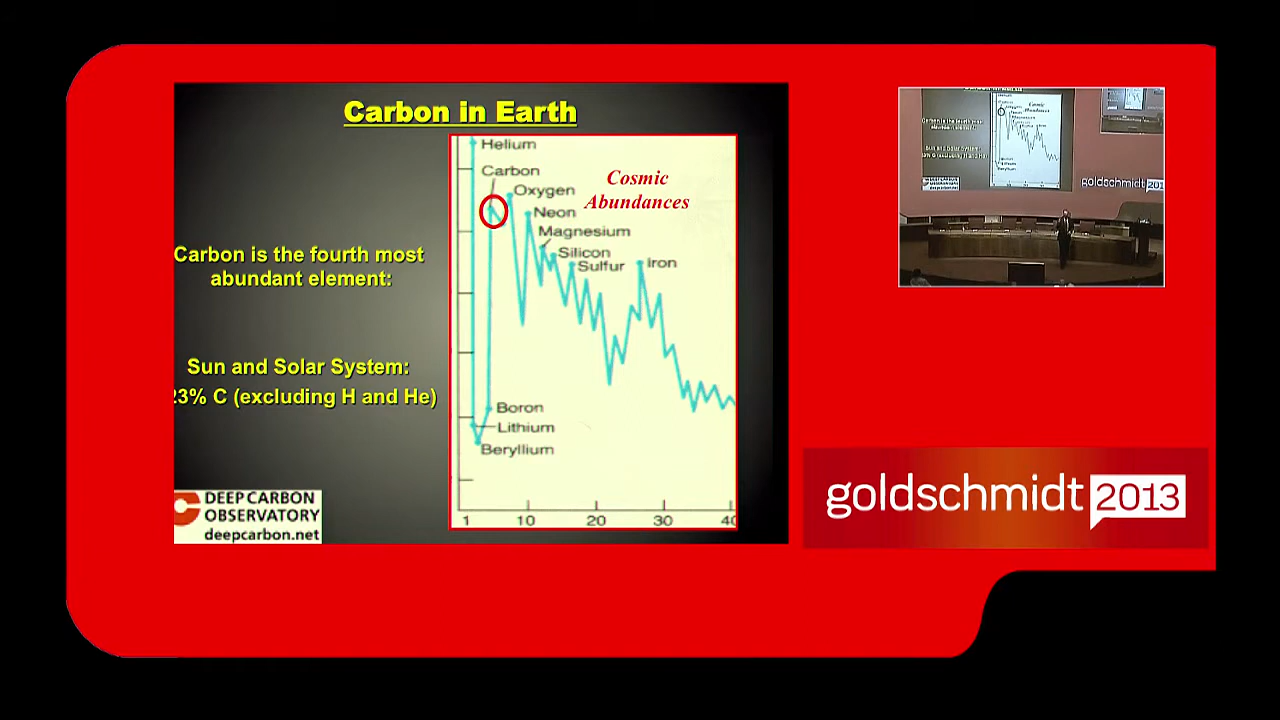 Carbon in Earth
Carbon is the fourth most
abundant element:
Sun and Solar System:
23% C (excluding H and He)
DEEP CARBON
OBSERVATORY
deepcarbon.net
Helium
Carbon
Oxygen
Neon
Magnesium
Silicon
Sulfur
Iron
Cosmic
Abundances
Boron
Lithium
Beryllium
1 10 20 30 40
goldschmidt 2013
goldschmidt 201